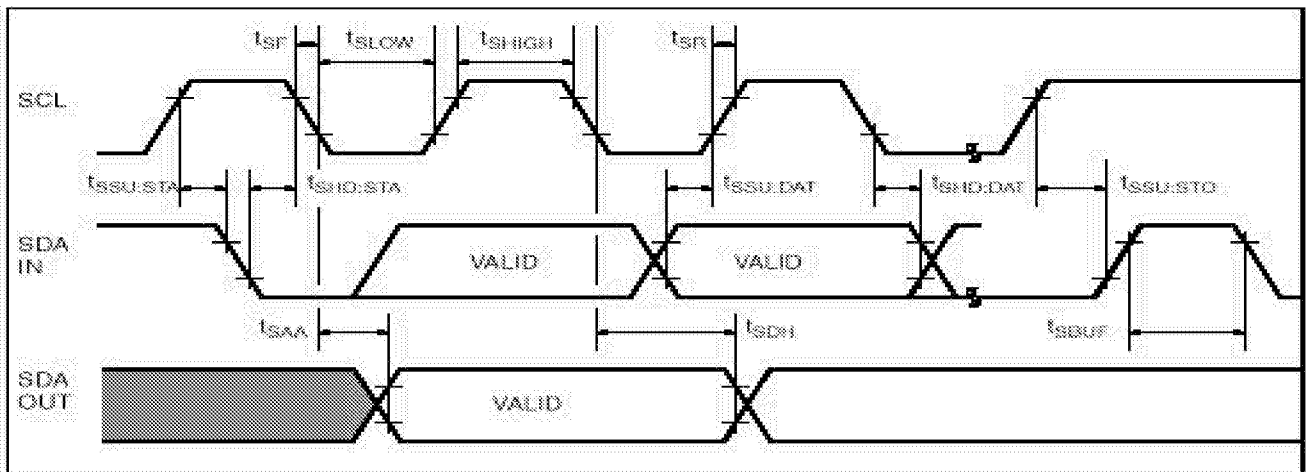 tSF tSLOW tSHIGH tSR
SCL
tSSU:STA tSHD:STA tSSU:DAT tSHD:DAT tSSU:STO
SDA IN VALID VALID
tSAA tSDH tSBUF
SDA OUT VALID